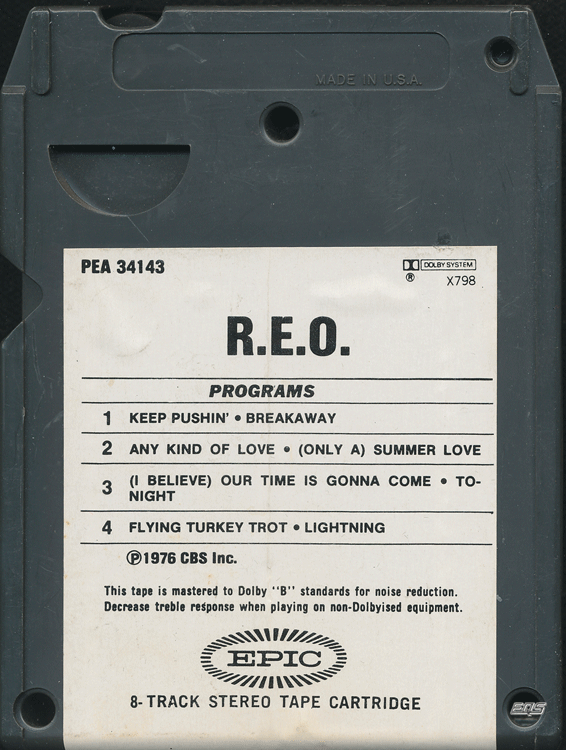 MADE IN U.S.A.
PEA 34143
DOLBY SYSTEM
®
X798
R.E.O.
PROGRAMS
1 KEEP PUSHIN' • BREAKAWAY
2 ANY KIND OF LOVE • (ONLY A) SUMMER LOVE
3 (I BELIEVE) OUR TIME IS GONNA COME • TO-
NIGHT
4 FLYING TURKEY TROT • LIGHTNING
℗1976 CBS Inc.
This tape is mastered to Dolby "B" standards for noise reduction.
Decrease treble response when playing on non-Dolbyised equipment.
EPIC
8-TRACK STEREO TAPE CARTRIDGE